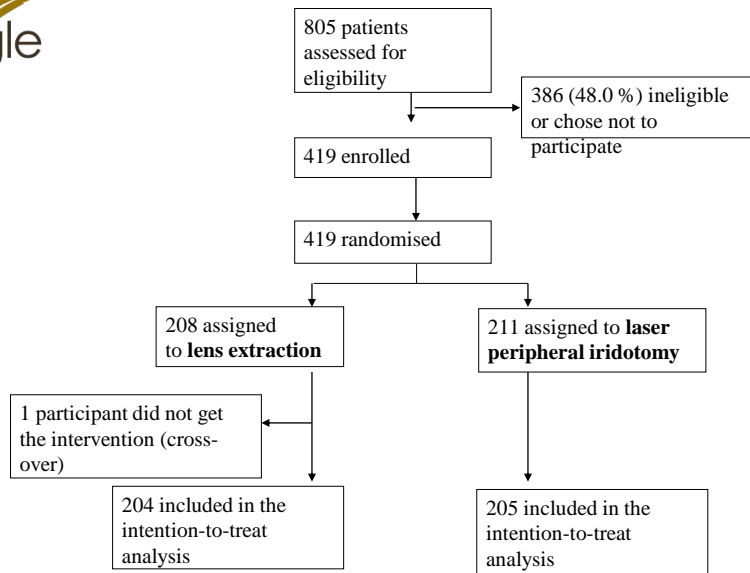 gle
805 patients
assessed for
eligibility
386 (48.0 %) ineligible
or chose not to
participate
419 enrolled
419 randomised
208 assigned
to lens extraction
211 assigned to laser
peripheral iridotomy
1 participant did not get
the intervention (cross-
over)
204 included in the
intention-to-treat
analysis
205 included in the
intention-to-treat
analysis